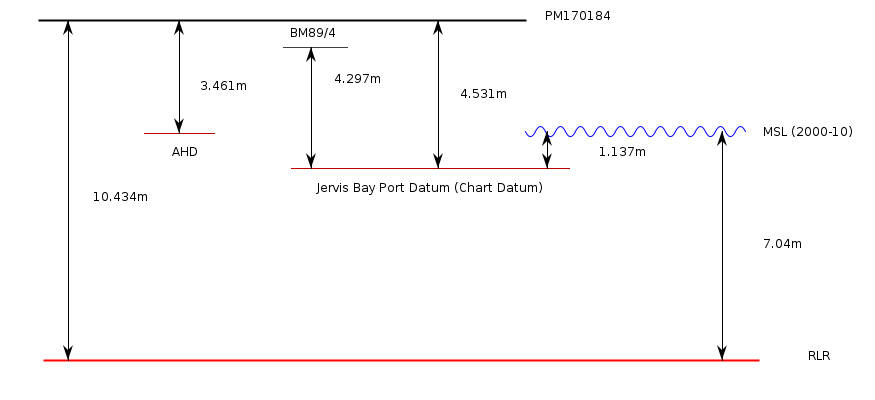 PM170184
BM89/4
4.297m
3.461m
4.531m
MSL (2000-10)
AHD
1.137m
Jervis Bay Port Datum (Chart Datum)
10.434m
7.04m
RLR